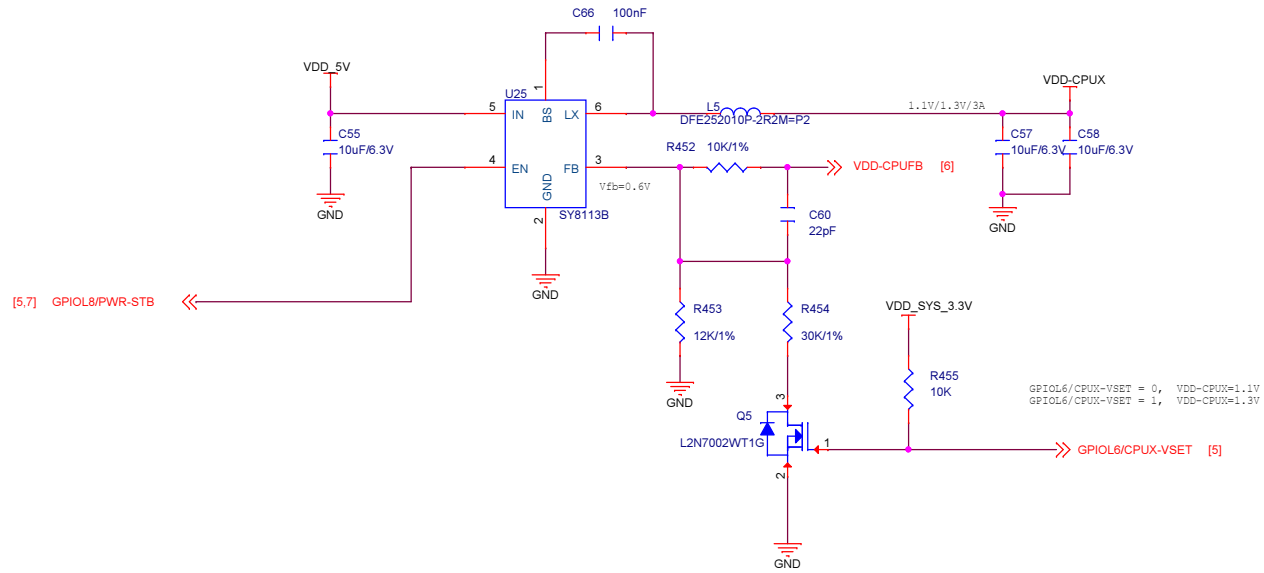 C66 100nF
VDD_5V
U25
1
BS
5
IN
LX
6
L5
DFE252010P-2R2M=P2
1.1V/1.3V/3A
VDD-CPUX
C55
10uF/6.3V
C57
10uF/6.3V
C58
10uF/6.3V
4
EN
FB
3
GND
2
SY8113B
Vfb=0.6V
R452 10K/1%
VDD-CPUFB [6]
C60
22pF
GND
GND
GND
[5,7] GPIOL8/PWR-STB
R453
12K/1%
R454
30K/1%
GND
VDD_SYS_3.3V
R455
10K
GPIOL6/CPUX-VSET = 0, VDD-CPUX=1.1V
GPIOL6/CPUX-VSET = 1, VDD-CPUX=1.3V
3
Q5
L2N7002WT1G
1
2
GPIOL6/CPUX-VSET [5]
GND